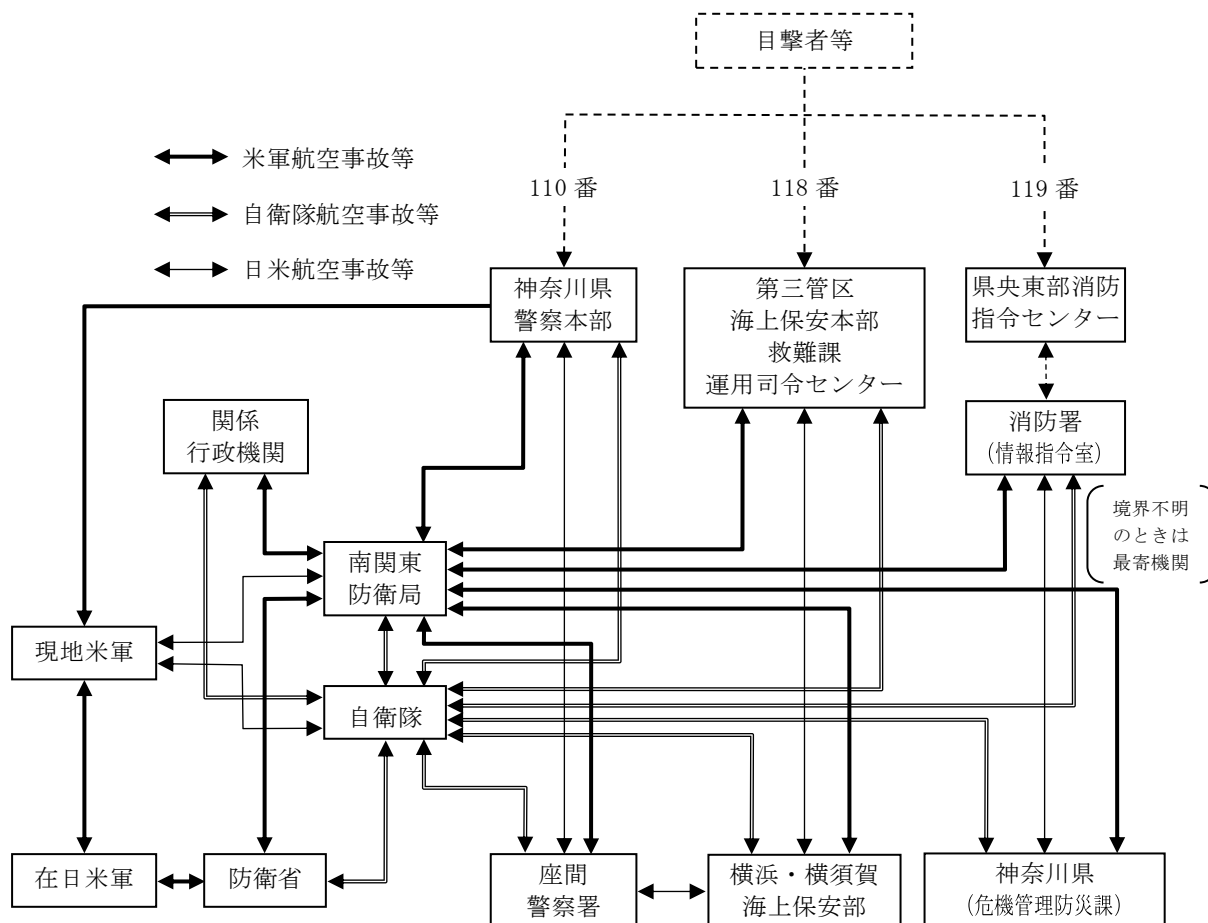 目撃者等
米軍航空事故等
自衛隊航空事故等
日米航空事故等
110 番
118 番
119 番
神奈川県
警察本部
第三管区
海上保安本部
救難課
運用司令センター
県央東部消防
指令センター
関係
行政機関
消防署
(情報指令室)
境界不明
のときは
最寄機関
南関東
防衛局
現地米軍
自衛隊
在日米軍
防衛省
座間
警察署
横浜・横須賀
海上保安部
神奈川県
(危機管理防災課)